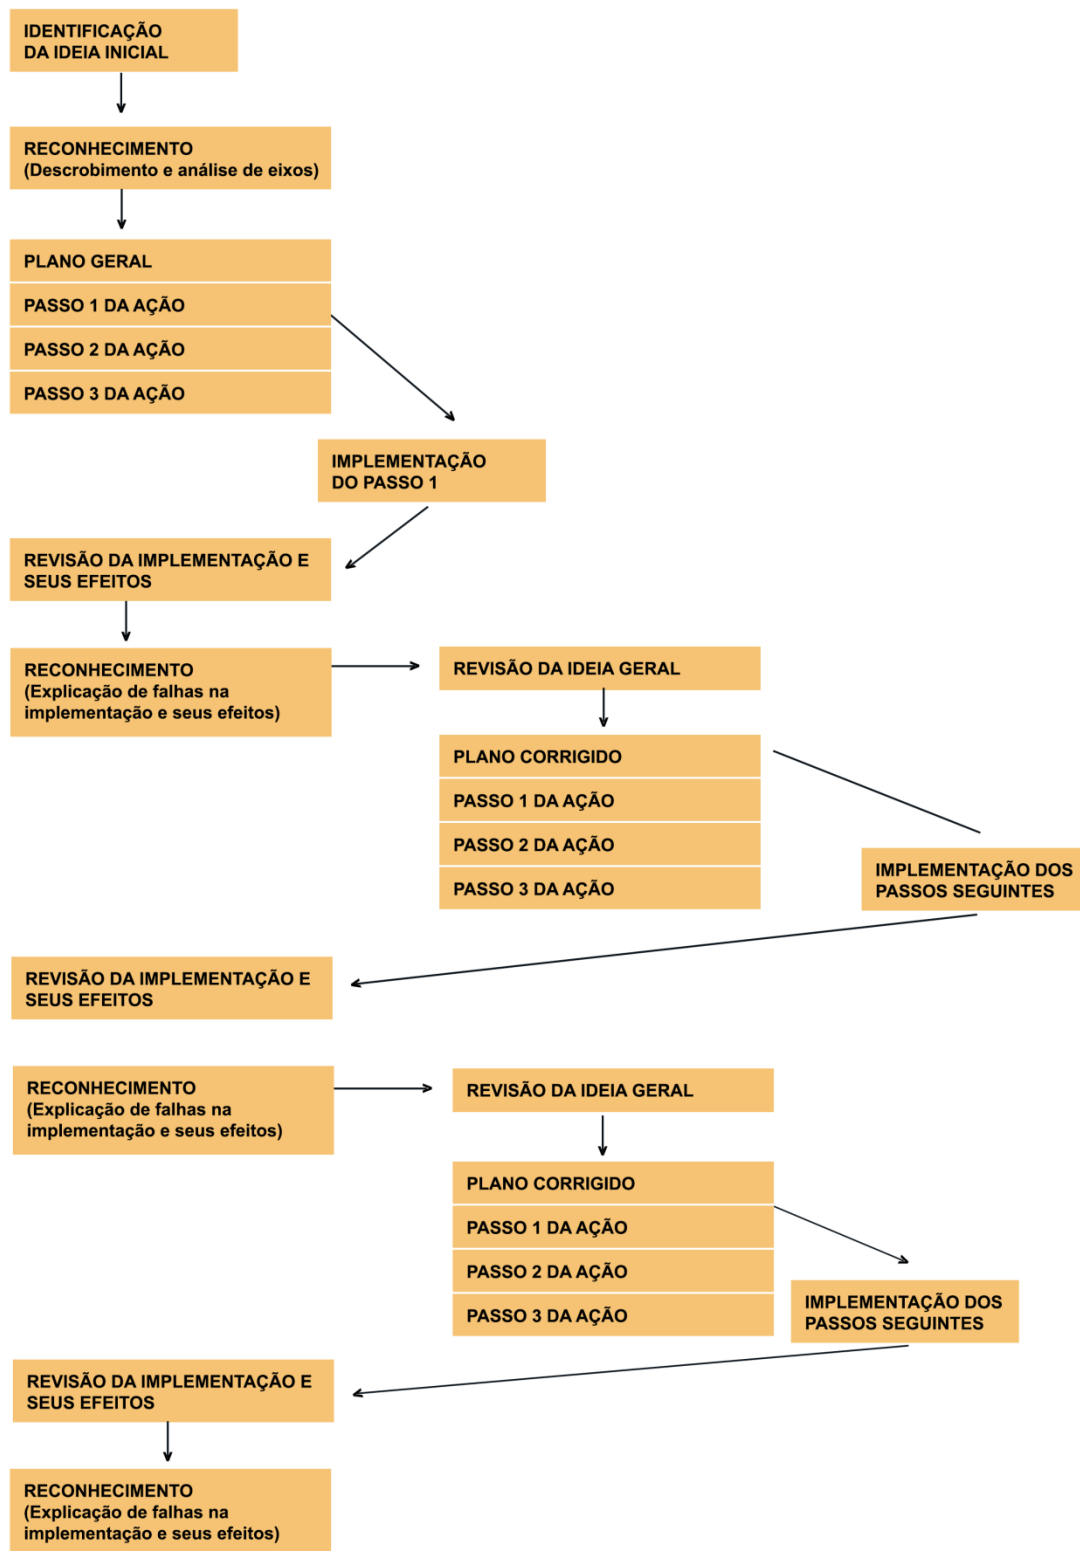 IDENTIFICAÇÃO
DA IDEIA INICIAL
RECONHECIMENTO
(Descrobimento e análise de eixos)
PLANO GERAL
PASSO 1 DA AÇÃO
PASSO 2 DA AÇÃO
PASSO 3 DA AÇÃO
IMPLEMENTAÇÃO
DO PASSO 1
REVISÃO DA IMPLEMENTAÇÃO E
SEUS EFEITOS
RECONHECIMENTO
(Explicação de falhas na
implementação e seus efeitos)
REVISÃO DA IDEIA GERAL
PLANO CORRIGIDO
PASSO 1 DA AÇÃO
PASSO 2 DA AÇÃO
PASSO 3 DA AÇÃO
IMPLEMENTAÇÃO DOS
PASSOS SEGUINTES
REVISÃO DA IMPLEMENTAÇÃO E
SEUS EFEITOS
RECONHECIMENTO
(Explicação de falhas na
implementação e seus efeitos)
REVISÃO DA IDEIA GERAL
PLANO CORRIGIDO
PASSO 1 DA AÇÃO
PASSO 2 DA AÇÃO
PASSO 3 DA AÇÃO
IMPLEMENTAÇÃO DOS
PASSOS SEGUINTES
REVISÃO DA IMPLEMENTAÇÃO E
SEUS EFEITOS
RECONHECIMENTO
(Explicação de falhas na
implementação e seus efeitos)